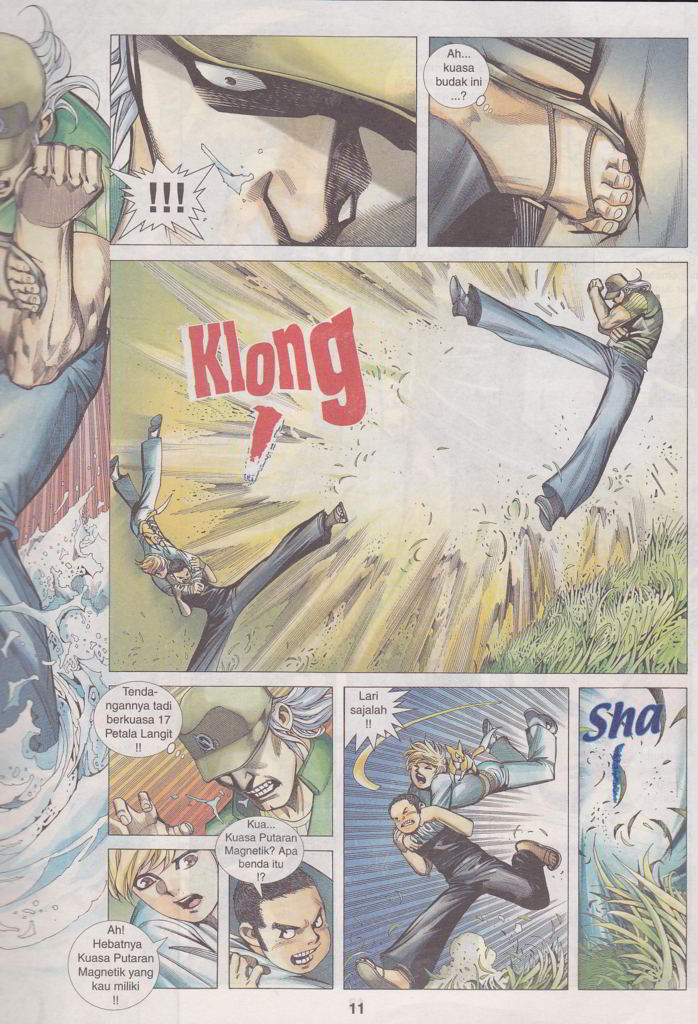 !!!
Ah...
kuasa
budak ini
...?
Klong
!
Tenda-
ngannya tadi
berkuasa 17
Petala Langit
!!
Kua...
Kuasa Putaran
Magnetik? Apa
benda itu
!?
Ah!
Hebatnya
Kuasa Putaran
Magnetik yang
kau miliki
!!
Lari
sajalah
!!
Sha
!
11